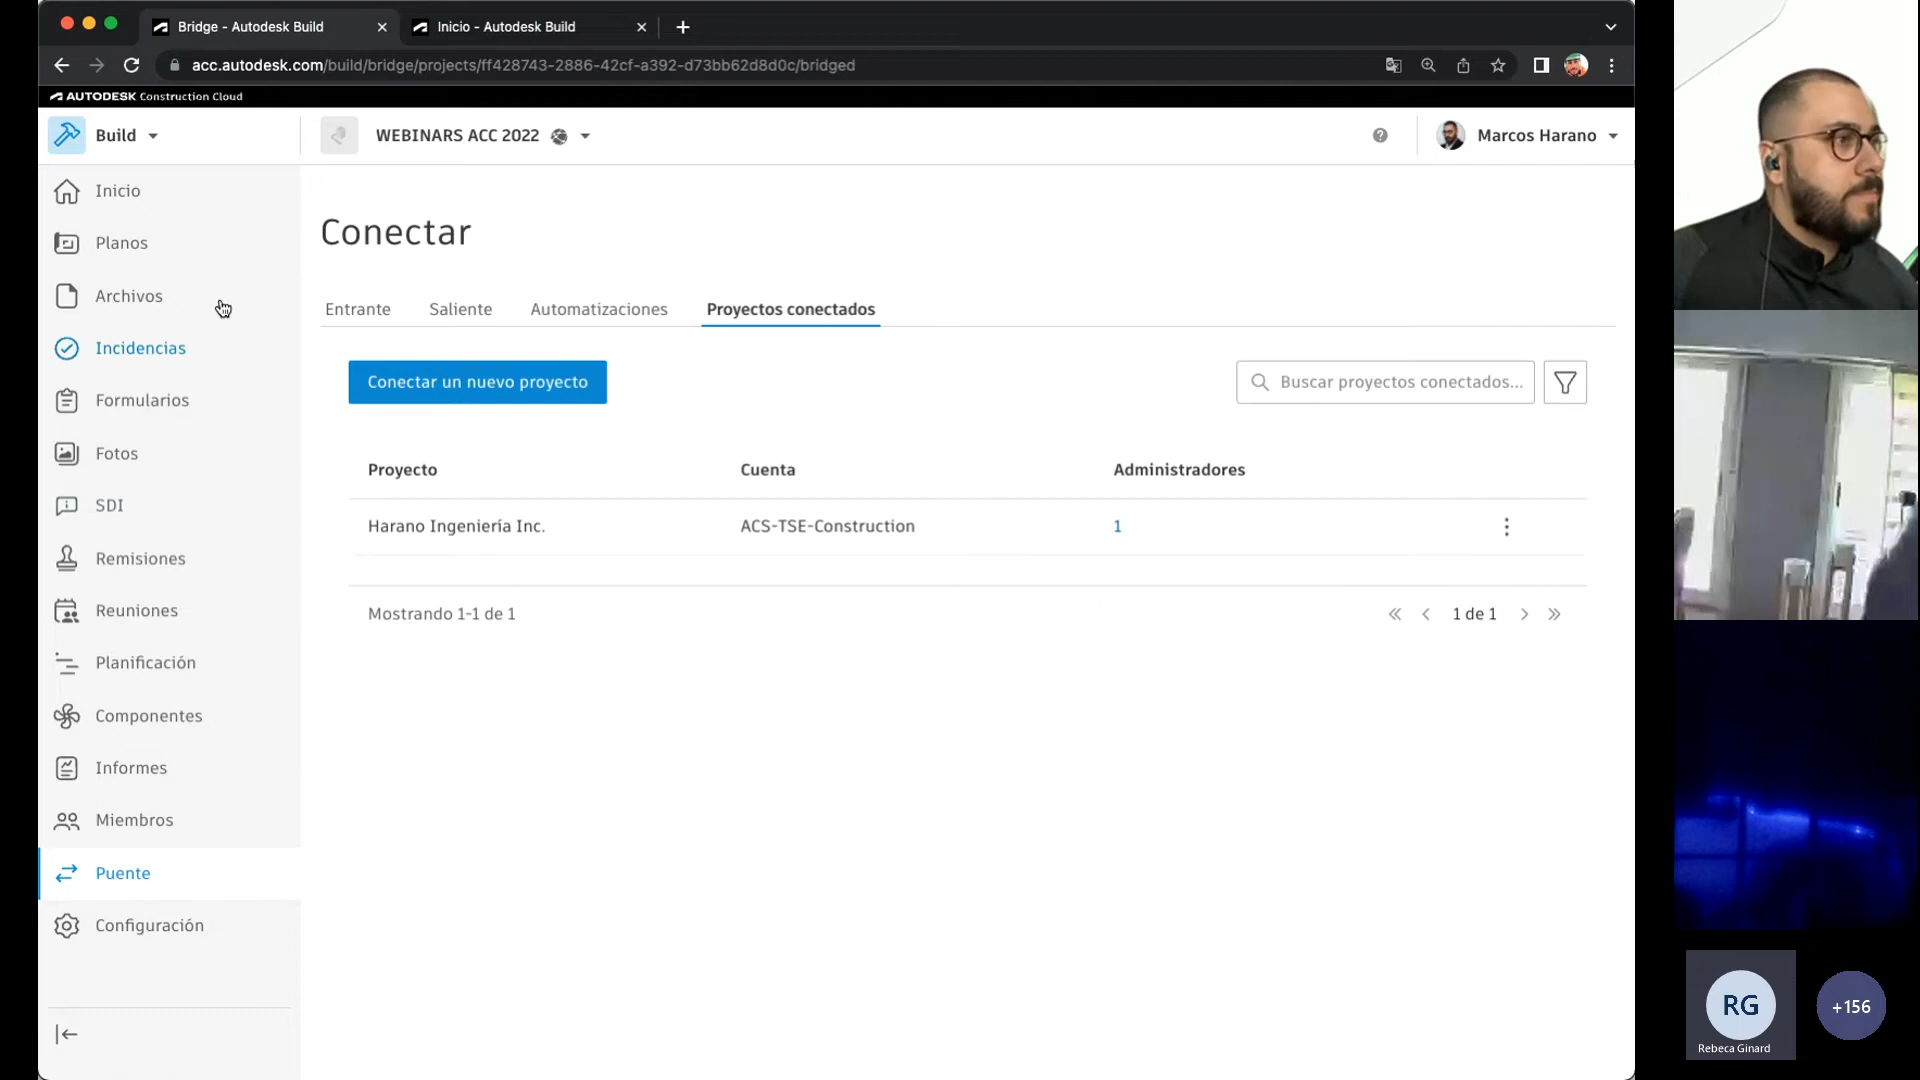 Bridge - Autodesk Build
Inicio - Autodesk Build
acc.autodesk.com/build/bridge/projects/ff428743-2886-42cf-a392-d73bb62d8d0c/bridged
AUTODESK Construction Cloud
Build
WEBINARS ACC 2022
Marcos Harano
Inicio
Planos
Archivos
Incidencias
Formularios
Fotos
SDI
Remisiones
Reuniones
Planificación
Componentes
Informes
Miembros
Puente
Configuración
Conectar
Entrante
Saliente
Automatizaciones
Proyectos conectados
Conectar un nuevo proyecto
Buscar proyectos conectados...
Proyecto
Cuenta
Administradores
Harano Ingeniería Inc.
ACS-TSE-Construction
1
Mostrando 1-1 de 1
1 de 1
RG
Rebeca Ginard
+156